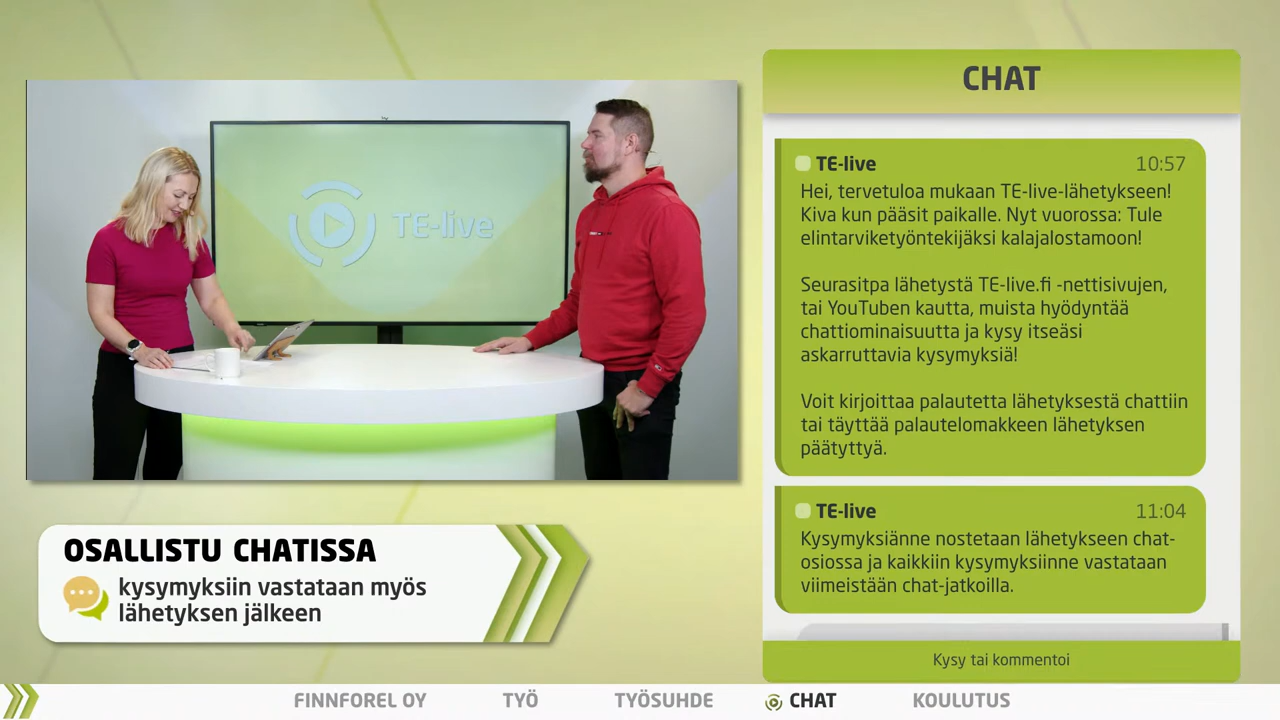 TE-live
CHAT
TE-live 10:57
Hei, tervetuloa mukaan TE-live-lähetykseen!
Kiva kun pääsit paikalle. Nyt vuorossa: Tule
elintarviketyöntekijäksi kalajalostamoon!
Seurasitpa lähetystä TE-live.fi -nettisivujen,
tai YouTuben kautta, muista hyödyntää
chattiominaisuutta ja kysy itseäsi
askarruttavia kysymyksiä!
Voit kirjoittaa palautetta lähetyksestä chattiin
tai täyttää palautelomakkeen lähetyksen
päätyttyä.
TE-live 11:04
Kysymyksiänne nostetaan lähetykseen chat-
osiossa ja kaikkiin kysymyksiinne vastataan
viimeistään chat-jatkoilla.
Kysy tai kommentoi
OSALLISTU CHATISSA
kysymyksiin vastataan myös
lähetyksen jälkeen
FINNFOREL OY TYÖ TYÖSUHDE CHAT KOULUTUS